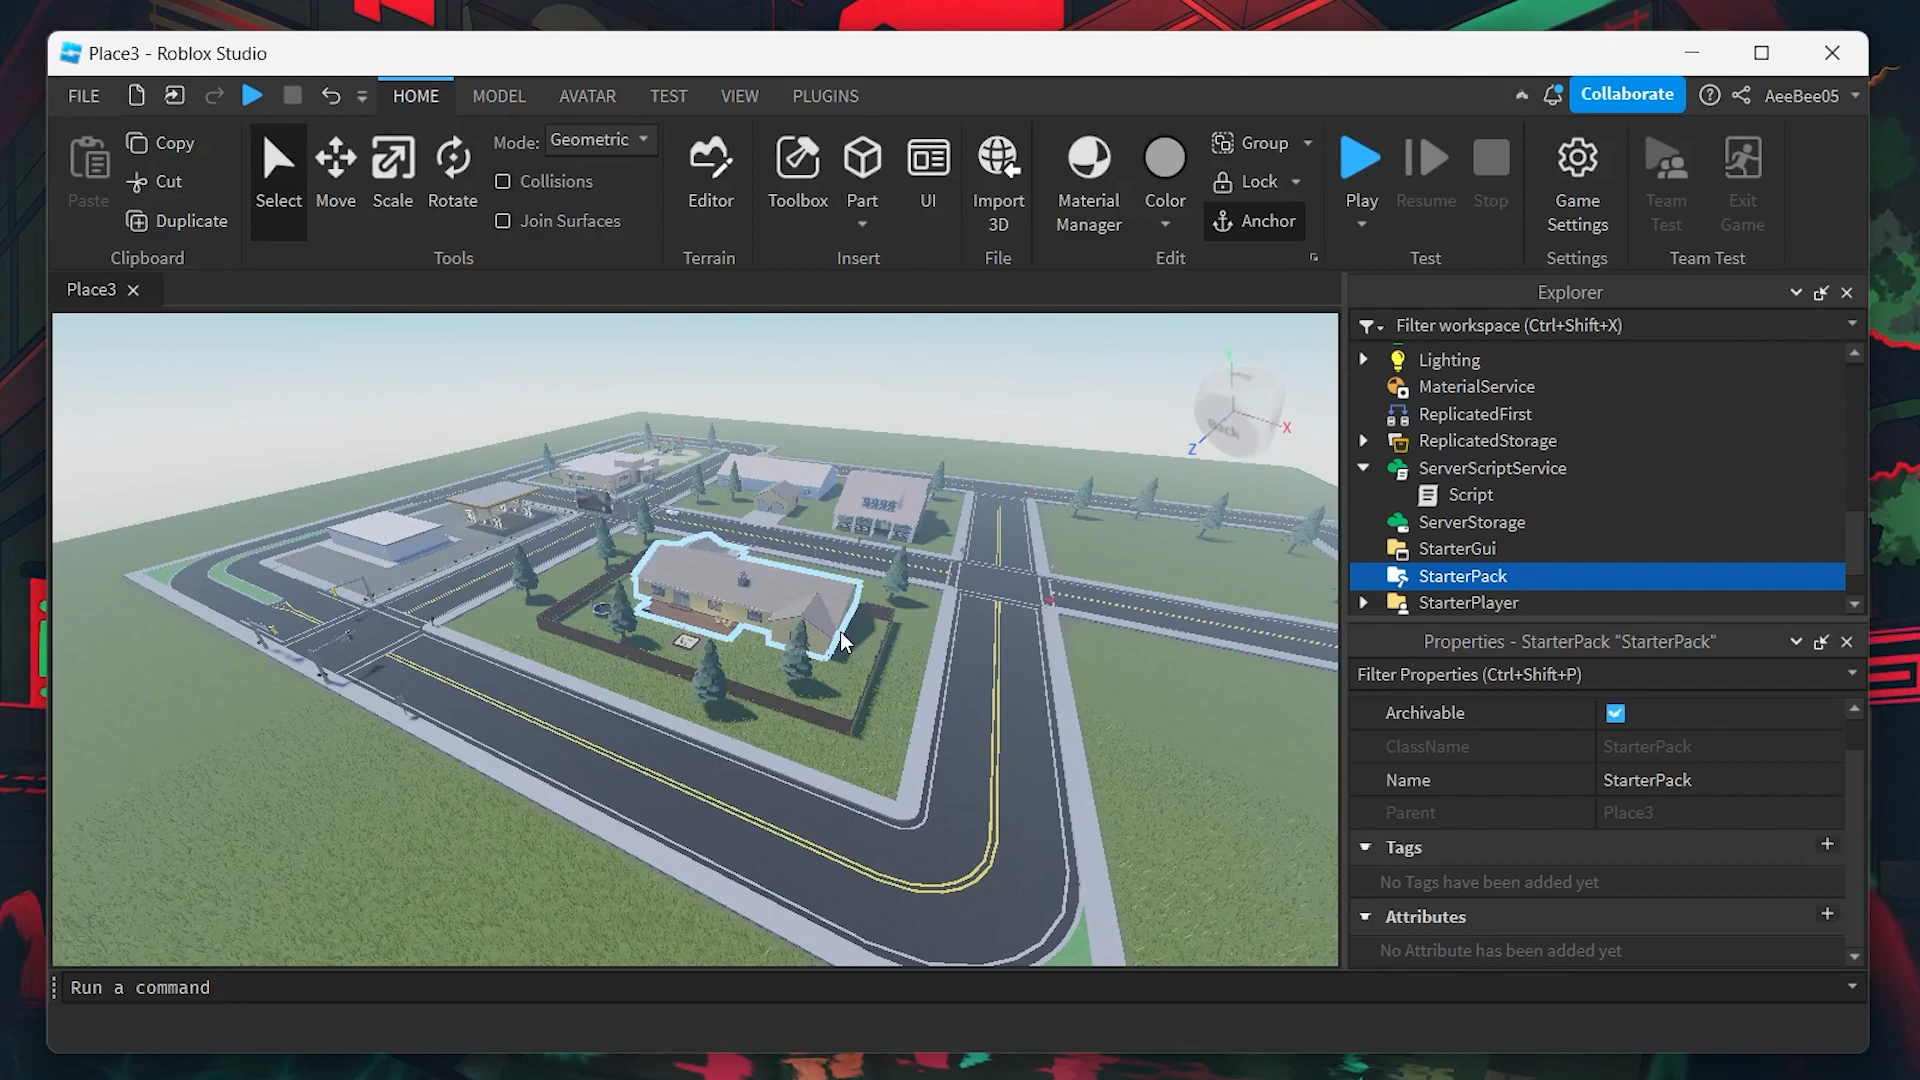 Place3 - Roblox Studio
FILE
HOME
MODEL
AVATAR
TEST
VIEW
PLUGINS
Collaborate
AeeBee05
Paste
Copy
Cut
Duplicate
Clipboard
Select
Move
Scale
Rotate
Mode: Geometric
Collisions
Join Surfaces
Tools
Editor
Terrain
Toolbox
Part
UI
Insert
Import
3D
File
Material
Manager
Color
Group
Lock
Anchor
Edit
Play
Resume
Stop
Test
Game
Settings
Settings
Team
Test
Exit
Game
Team Test
Place3
Y
X
Z
Back
Explorer
Filter workspace (Ctrl+Shift+X)
Lighting
MaterialService
ReplicatedFirst
ReplicatedStorage
ServerScriptService
Script
ServerStorage
StarterGui
StarterPack
StarterPlayer
Properties - StarterPack "StarterPack"
Filter Properties (Ctrl+Shift+P)
Archivable
ClassName StarterPack
Name StarterPack
Parent Place3
Tags
No Tags have been added yet
Attributes
No Attribute has been added yet
Run a command